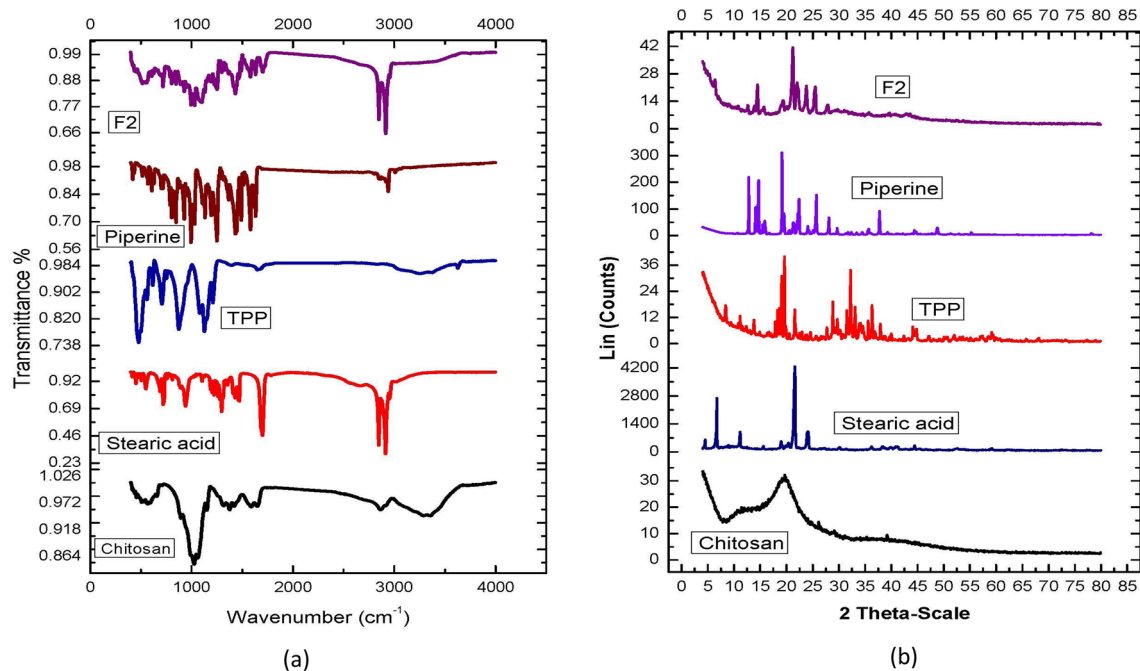 1000 2000 3000 4000
0.99
0.88
0.77
0.66
F2
0.98
0.84
0.70
0.56
Piperine
0.984
0.902
0.820
0.738
TPP
0.92
0.69
0.46
0.23
Stearic acid
1.026
0.972
0.918
0.864
Chitosan
0 1000 2000 3000 4000
Transmittance %
Wavenumber (cm⁻¹)
(a)
0 5 10 15 20 25 30 35 40 45 50 55 60 65 70 75 80 85
42
28
14
0
F2
300
200
100
0
Piperine
36
24
12
0
TPP
4200
2800
1400
0
Stearic acid
30
20
10
0
Chitosan
0 5 10 15 20 25 30 35 40 45 50 55 60 65 70 75 80 85
Lin (Counts)
2 Theta-Scale
(b)